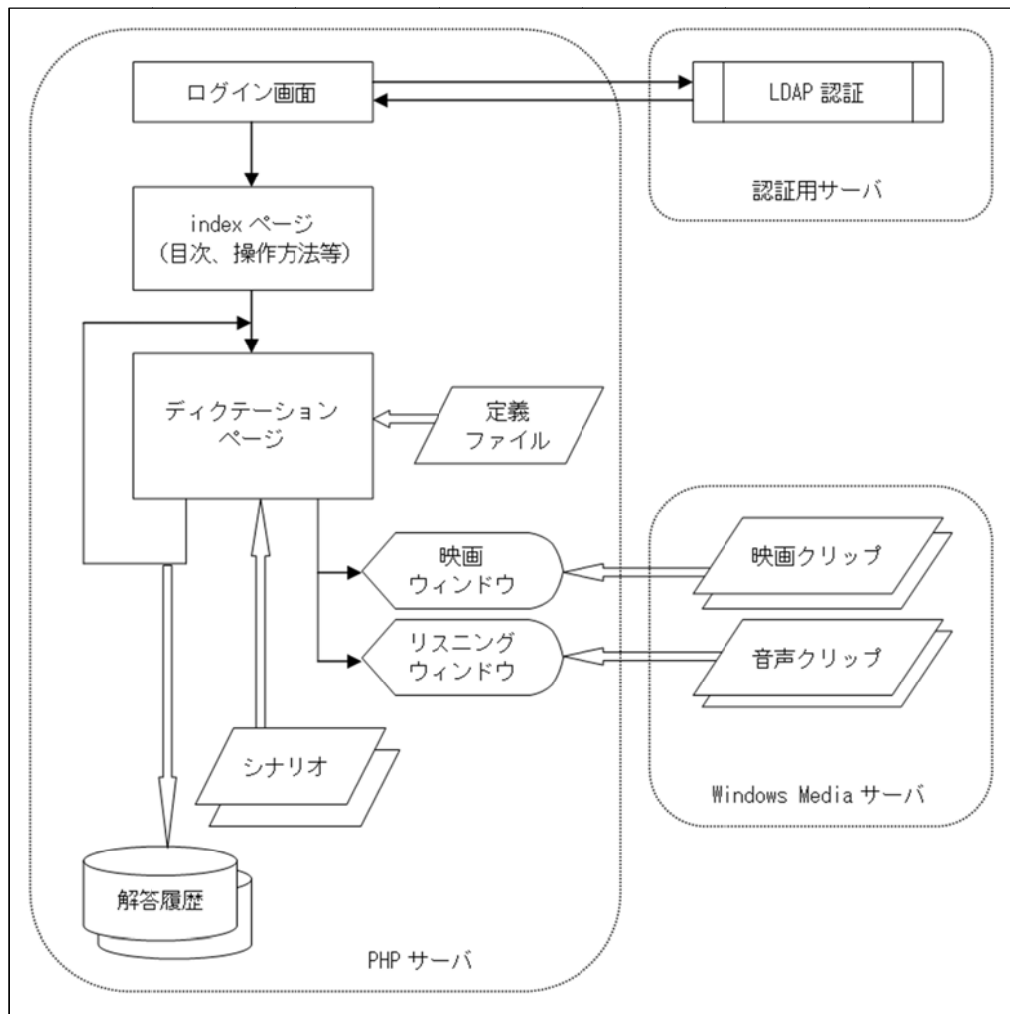 ログイン画面
LDAP 認証
認証用サーバ
index ページ
(目次、操作方法等)
ディクテーション
ページ
定義
ファイル
映画
ウィンドウ
映画クリップ
リスニング
ウィンドウ
音声クリップ
シナリオ
Windows Media サーバ
解答履歴
PHP サーバ